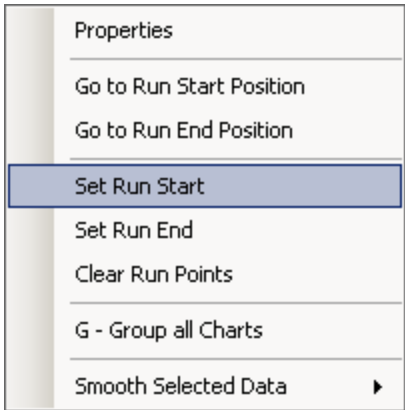 Properties
Go to Run Start Position
Go to Run End Position
Set Run Start
Set Run End
Clear Run Points
G - Group all Charts
Smooth Selected Data